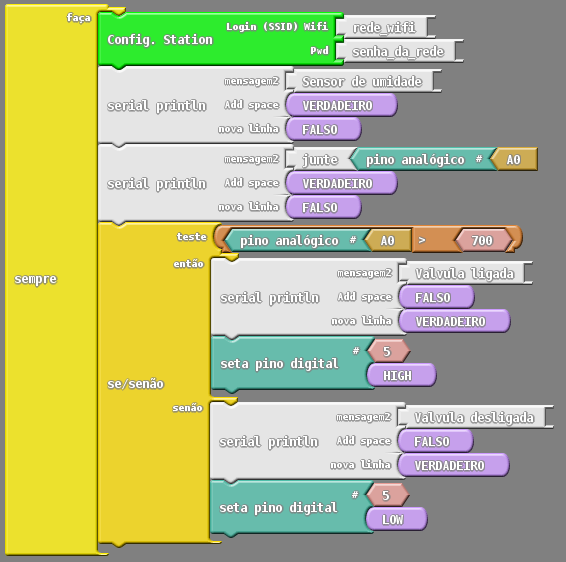 faça
Config. Station
Login (SSID) Wifi rede_wifi
Pwd senha_da_rede
serial println
mensagem2 Sensor de umidade
Add space VERDADEIRO
nova linha FALSO
serial println
mensagem2 junte pino analógico # A0
Add space VERDADEIRO
nova linha FALSO
sempre
se/senão
teste pino analógico # A0 > 700
então
serial println
mensagem2 Válvula ligada
Add space FALSO
nova linha VERDADEIRO
seta pino digital
# 5
HIGH
senão
serial println
mensagem2 Válvula desligada
Add space FALSO
nova linha VERDADEIRO
seta pino digital
# 5
LOW